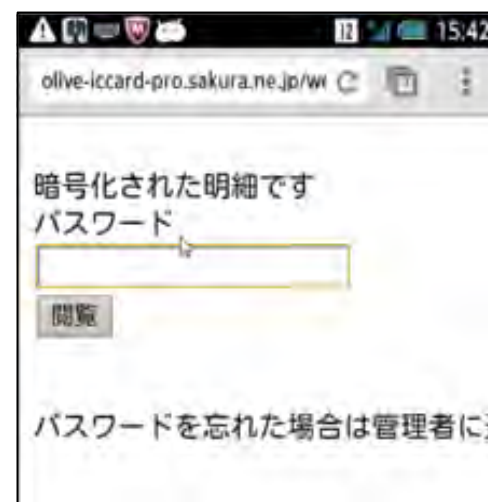 12 15:42
olive-iccard-pro.sakura.ne.jp/we
暗号化された明細です
パスワード
閲覧
パスワードを忘れた場合は管理者に